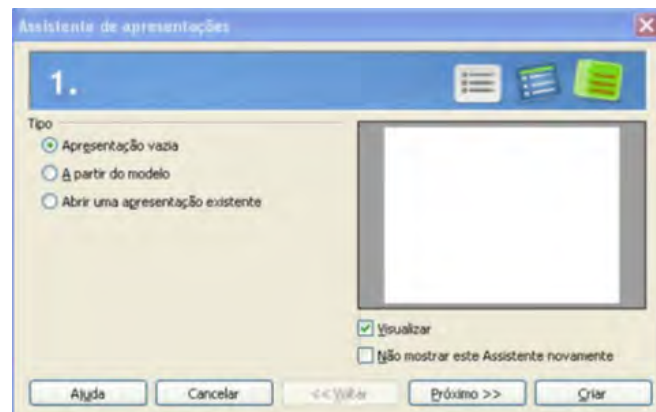 Assistente de apresentações
1.
Tipo
Apresentação vazia
A partir do modelo
Abrir uma apresentação existente
Visualizar
Não mostrar este Assistente novamente
Ajuda
Cancelar
<< Voltar
Próximo >>
Criar